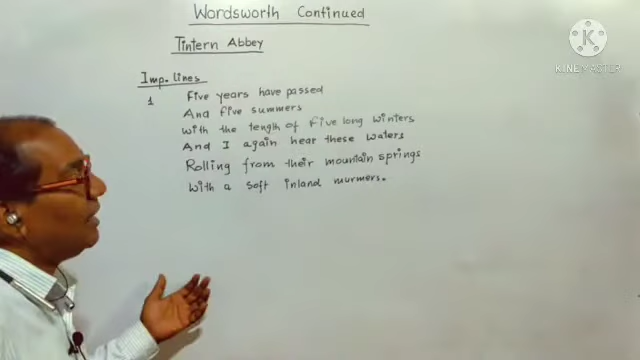 Wordsworth Continued
Tintern Abbey
Imp. lines
1 Five years have passed
And five summers
with the tength of five long winters
And I again hear these waters
Rolling from their mountain springs
with a soft inland murmers.
K
KINEMASTER